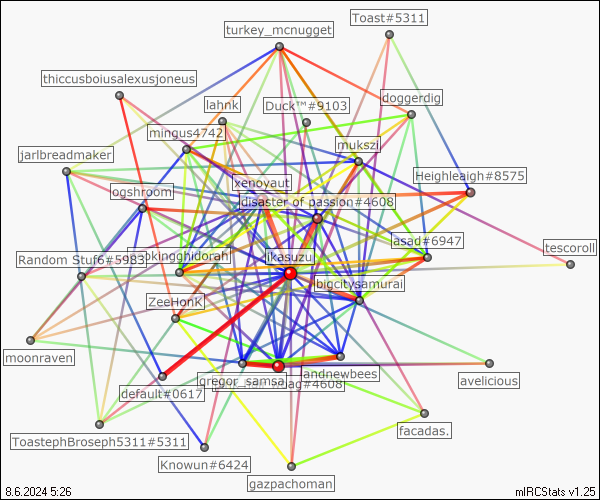 Toast#5311
turkey_mcnugget
thiccusboiusalexusjoneus
doggerdig
lahnk
Duck™#9103
mingus4742
mukszi
jarlbreadmaker
Heighleaigh#8575
xenovaut
ogshroom
disaster of passion#4608
asad#6947
tescoroll
ikasuzu
okingghidorah
Random Stuf6#5983
bigcitysamurai
ZeeHonK
moonraven
andnewbees
avelicious
gregor_samsa
#4608
default#0617
facadas.
ToastephBroseph5311#5311
Knowun#6424
gazpachoman
8.6.2024 5:26
mIRCStats v1.25